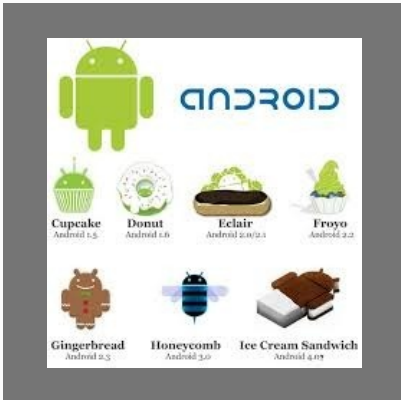 ANDROID
Cupcake Donut Eclair Froyo
Android 1.5 Android 1.6 Android 2.0/2.1 Android 2.2
Gingerbread Honeycomb Ice Cream Sandwich
Android 2.3 Android 3.0